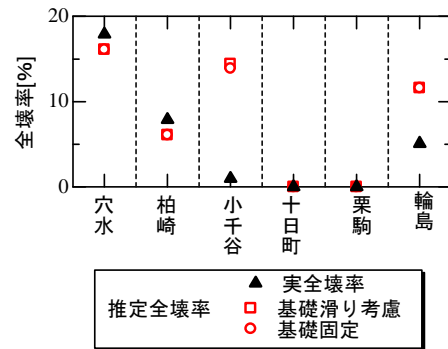 全壊率[%]
20
10
0
穴水
柏崎
小千谷
十日町
栗駒
輪島
実全壊率
推定全壊率
基礎滑り考慮
基礎固定